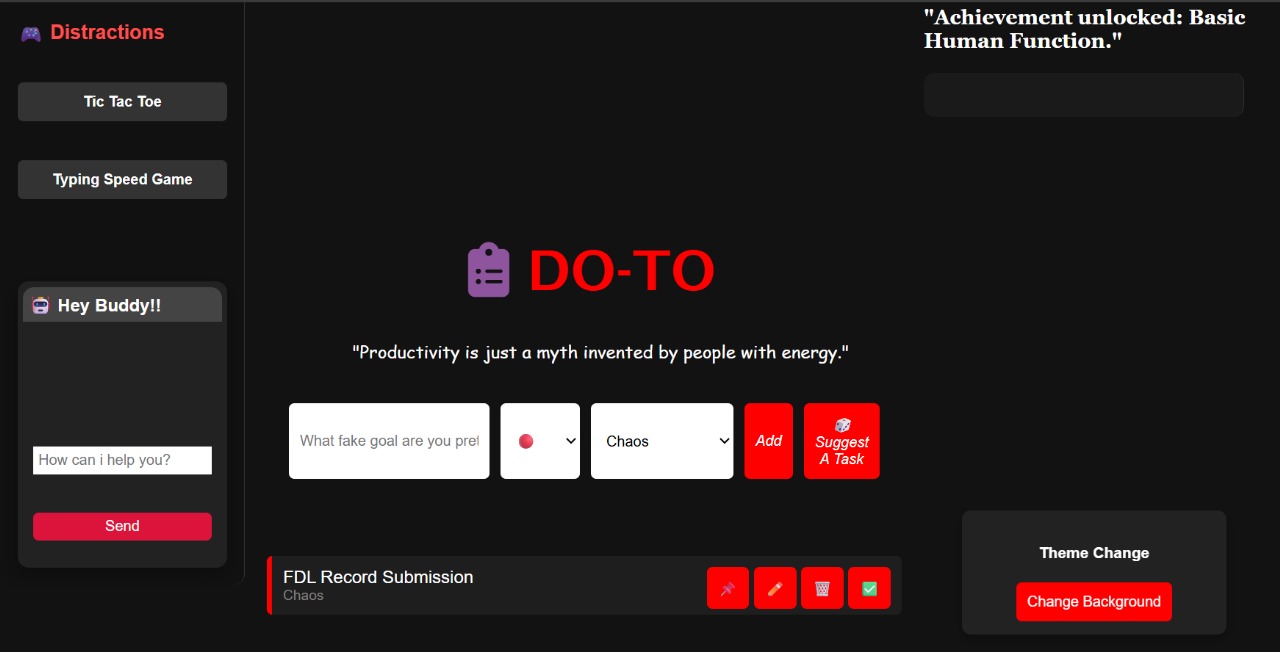 Distractions
Tic Tac Toe
Typing Speed Game
Hey Buddy!!
How can i help you?
Send
DO-TO
"Productivity is just a myth invented by people with energy."
What fake goal are you pret
Chaos
Add
Suggest
A Task
FDL Record Submission
Chaos
"Achievement unlocked: Basic
Human Function."
Theme Change
Change Background